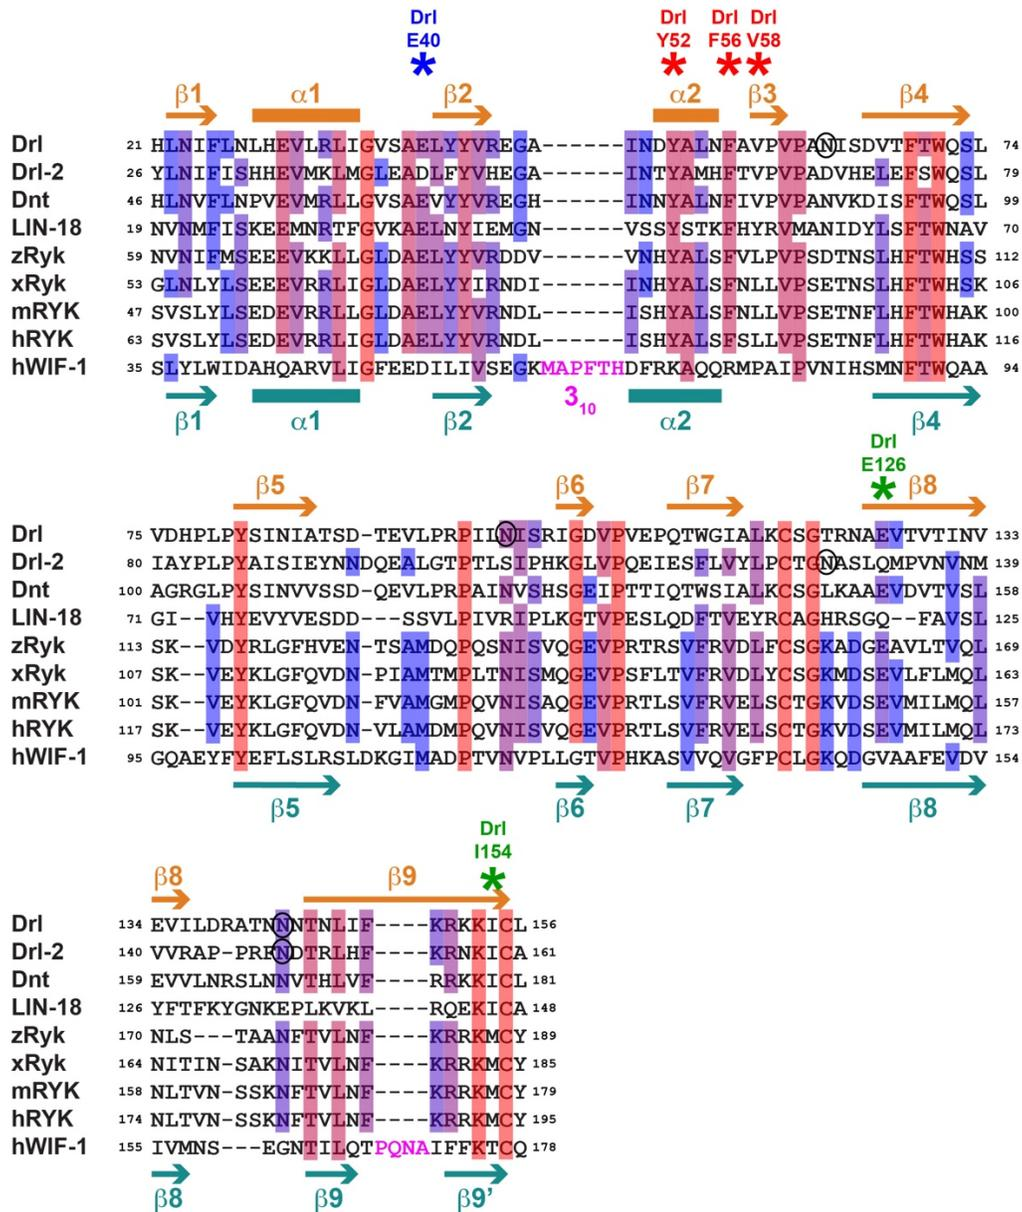 Drl Drl Drl Drl
E40 Y52 F56 V58
* * * *
β1 α1 β2 α2 β3 β4
Drl 21 HLNIFLNLHEVLRLIGVSAELYYVREGA------INDYALNFAVPVPANISDVTFTWQSL 74
Drl-2 26 YLNIFISHHEVMKLMGLEADLFYVHEGA------INTYAMHFTVPVPADVHELEFSWQSL 79
Dnt 46 HLNVFLNPVEVMRLLGVSAEVYYVREGH------INNYALNFIVPVPANVKDISFTWQSL 99
LIN-18 19 NVNMFISKEEMNRTFGVKAELNYIEMGN------VSSYSTKFHYRVMANIDYLSFTWNAV 70
zRyk 59 NVNIFMSEEEVKKLLGLDAELYYVRDDV------VNHYALSFVLPVPSDTNSLHFTWHSS 112
xRyk 53 GLNLYLSEEEVRRLIGLDAELYYIRNDI------INHYALSFNLLVPSETNSLHFTWHSK 106
mRYK 47 SVSLYLSEDEVRRLLGLDAELYYVRNDL------ISHYALSFNLLVPSETNFLHFTWHAK 100
hRYK 63 SVSLYLSEDEVRRLIGLDAELYYVRNDL------ISHYALSFSLLVPSETNFLHFTWHAK 116
hWIF-1 35 SLYLWIDAHQARVLIGFEEDILIVSEGKMAPFTHDFRKAQQRMPAIPVNIHSMNFTWQAA 94
β1 α1 β2 3₁₀ α2 β4
Drl
E126
*
β5 β6 β7 β8
Drl 75 VDHPLPYSINIATSD-TEVLPRPILNISRIGDVPVEPQTWGIALKCSGTRNAEVTVTINV 133
Drl-2 80 IAYPLPYSINIEYNNDQEALGTPTLSIPHKGLVPQEIESFLVYLPCTGNASLQMPVNVNM 139
Dnt 100 AGRGLPYSINVVSSD-QEVLPRPAINVSHSGEIPTTIQTWSIALKCSGLKAAEVDVTVSL 158
LIN-18 71 GI--VHYEVYVESDD---SSVLPIVRIPLKGTVPESLQDFTVEYRCAGHRSGQ--FAVSL 125
zRyk 113 SK--VDYRLGFHVEN-TSAMDQPQSNISVQGEVPRTRSVFRVDLFCSGKADGEAVLTVQL 169
xRyk 107 SK--VEYKLGFQVDN-PIAMTMPLTNISMQGEVPSFLTVFRVDLYCSGKMDSEVLFLMQL 163
mRYK 101 SK--VEYKLGFQVDN-FVAMGMPQVNISAQGEVPRTLSVFRVELSCTGKVDSEVMILMQL 157
hRYK 117 SK--VEYKLGFQVDN-VLAMDMPQVNISVQGEVPRTLSVFRVELSCTGKVDSEVMILMQL 173
hWIF-1 95 GQAEYFYEFLSLRSLDKGIMADPTVNVPLLGTVPHKASVVQVGFPCLGKQDGVAAFEVDV 154
β5 β6 β7 β8
Drl
I154
*
β8 β9
Drl 134 EVILDRATNNNTNLIF----KRKKICL 156
Drl-2 140 VVRAP-PRFNDTRLHF----KRNKICA 161
Dnt 159 EVVLNRSLNNVTHLVF----RRKKICL 181
LIN-18 126 YFTFKYGNKEPLKVKL----RQEKICA 148
zRyk 170 NLS---TAANFTVLNF----KRRKMCY 189
xRyk 164 NITIN-SAKNITVLNF----KRRKMCY 185
mRYK 158 NLTVN-SSKNFTVLNF----KRRKMCY 179
hRYK 174 NLTVN-SSKNFTVLNF----KRRKMCY 195
hWIF-1 155 IVMNS---EGNTILQTPQNAIFFKTCQ 178
β8 β9 β9’